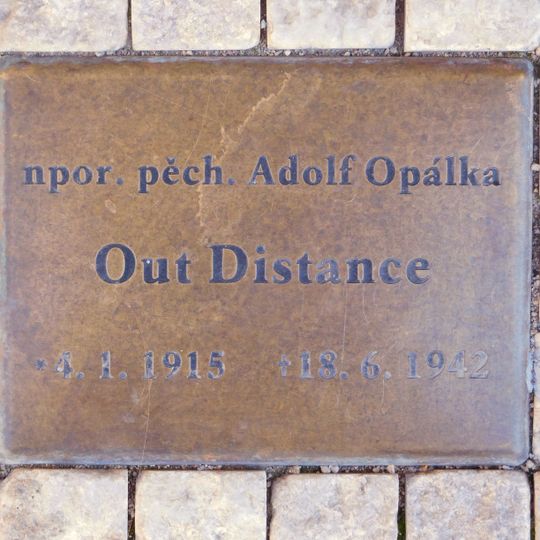 npor. pěch. Adolf Opálka
Out Distance
*4. 1. 1915 †18. 6. 1942